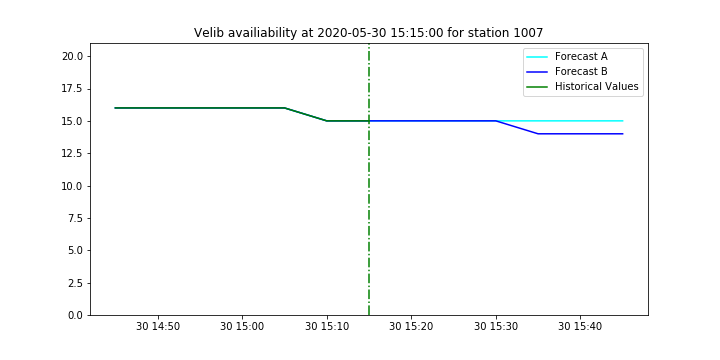 Velib availiability at 2020-05-30 15:15:00 for station 1007
Forecast A
Forecast B
Historical Values
20.0
17.5
15.0
12.5
10.0
7.5
5.0
2.5
0.0
30 14:50 30 15:00 30 15:10 30 15:20 30 15:30 30 15:40